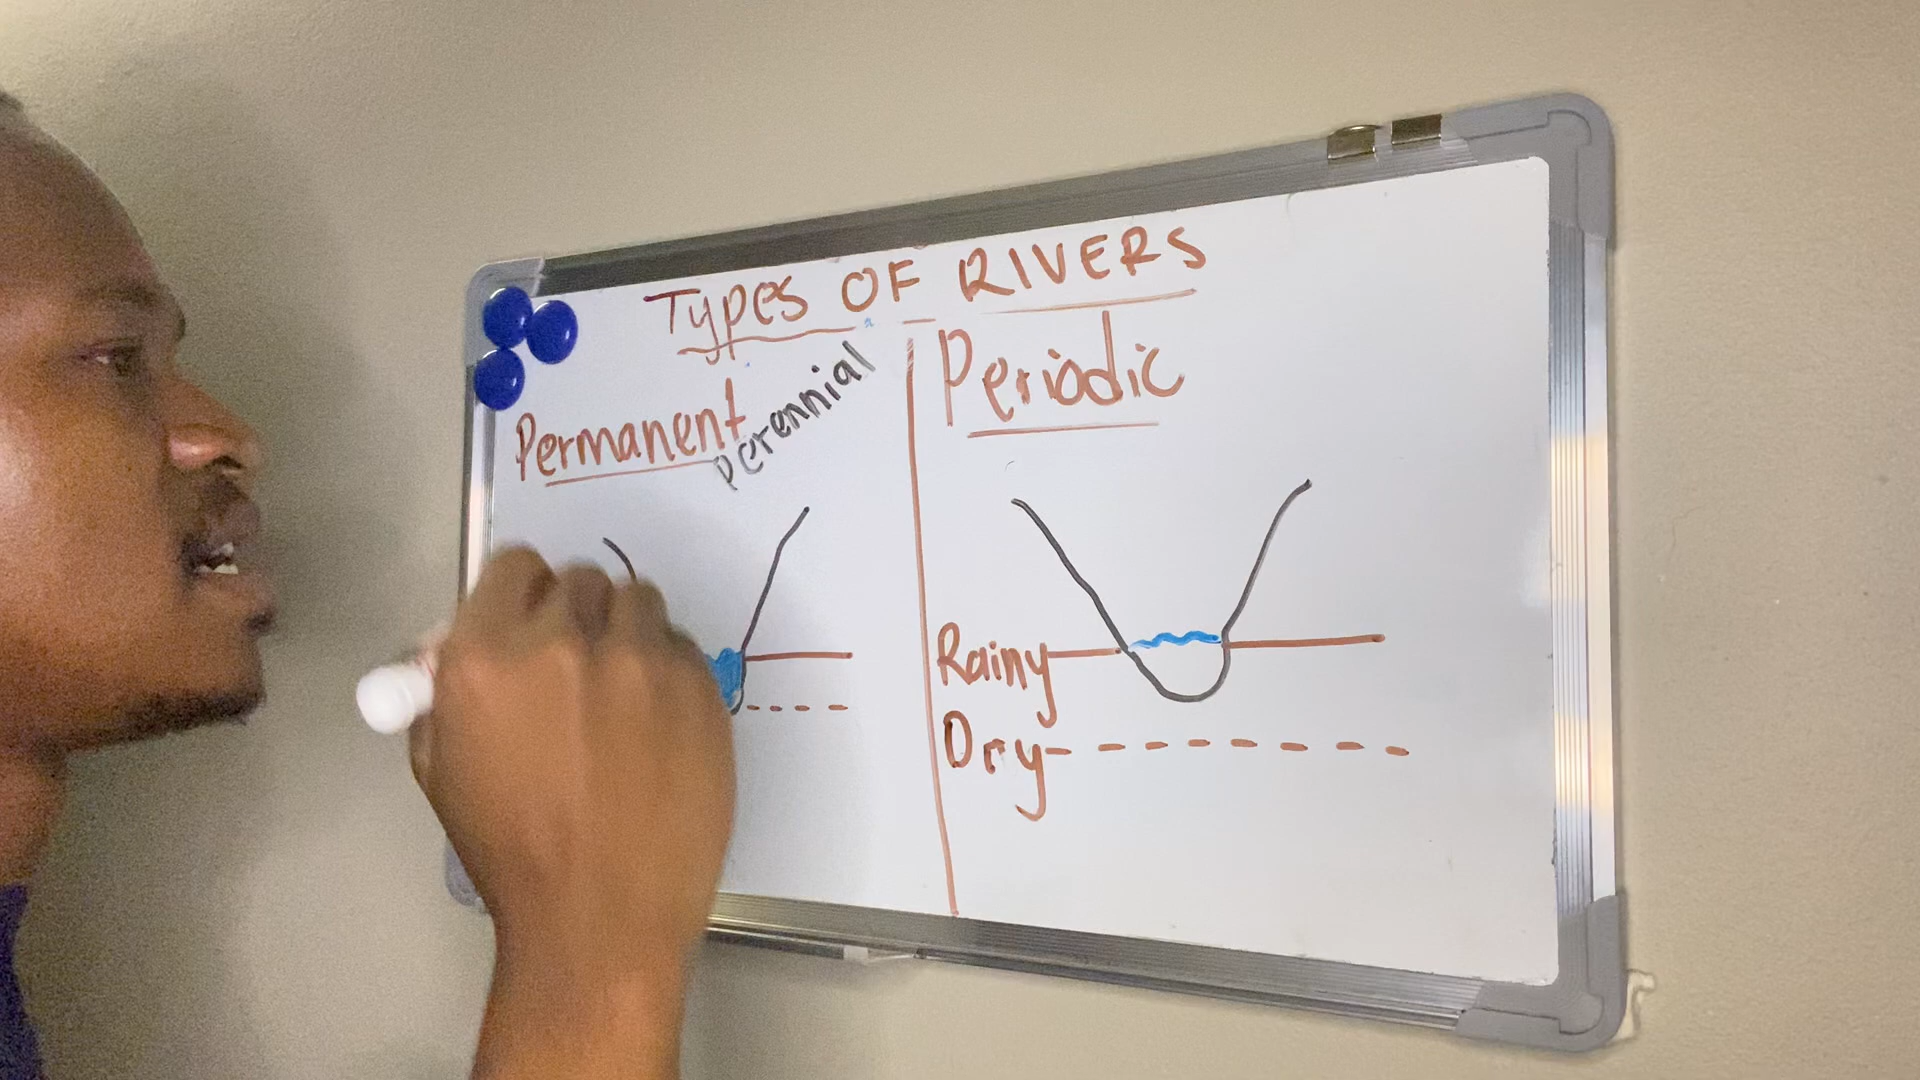 Types OF RIVERS
Permanent
perennial
Periodic
Rainy
Dry